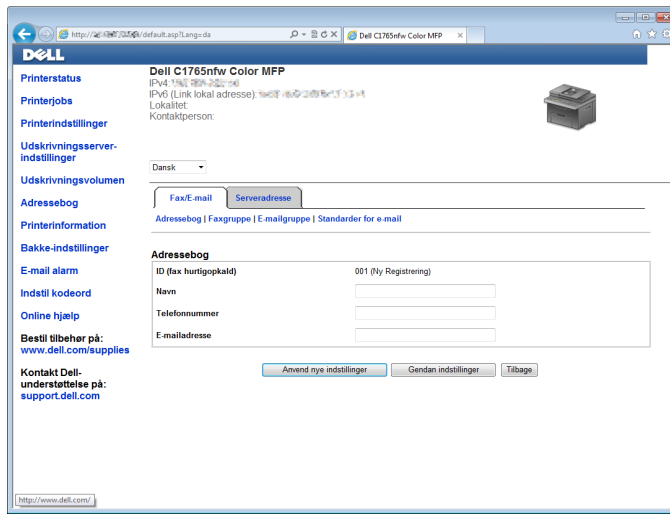 /default.asp?Lang=da
Dell C1765nfw Color MFP
DELL
Printerstatus
Printerjobs
Printerindstillinger
Udskrivningsserver-
indstillinger
Udskrivningsvolumen
Adressebog
Printerinformation
Bakke-indstillinger
E-mail alarm
Indstil kodeord
Online hjælp
Bestil tilbehør på:
www.dell.com/supplies
Kontakt Dell-
understøttelse på:
support.dell.com
Dell C1765nfw Color MFP
IPv4:
IPv6 (Link lokal adresse):
Lokalitet:
Kontaktperson:
Dansk
Fax/E-mail Serveradresse
Adressebog | Faxgruppe | E-mailgruppe | Standarder for e-mail
Adressebog
ID (fax hurtigopkald) 001 (Ny Registrering)
Navn
Telefonnummer
E-mailadresse
Anvend nye indstillinger Gendan indstillinger Tilbage
http://www.dell.com/